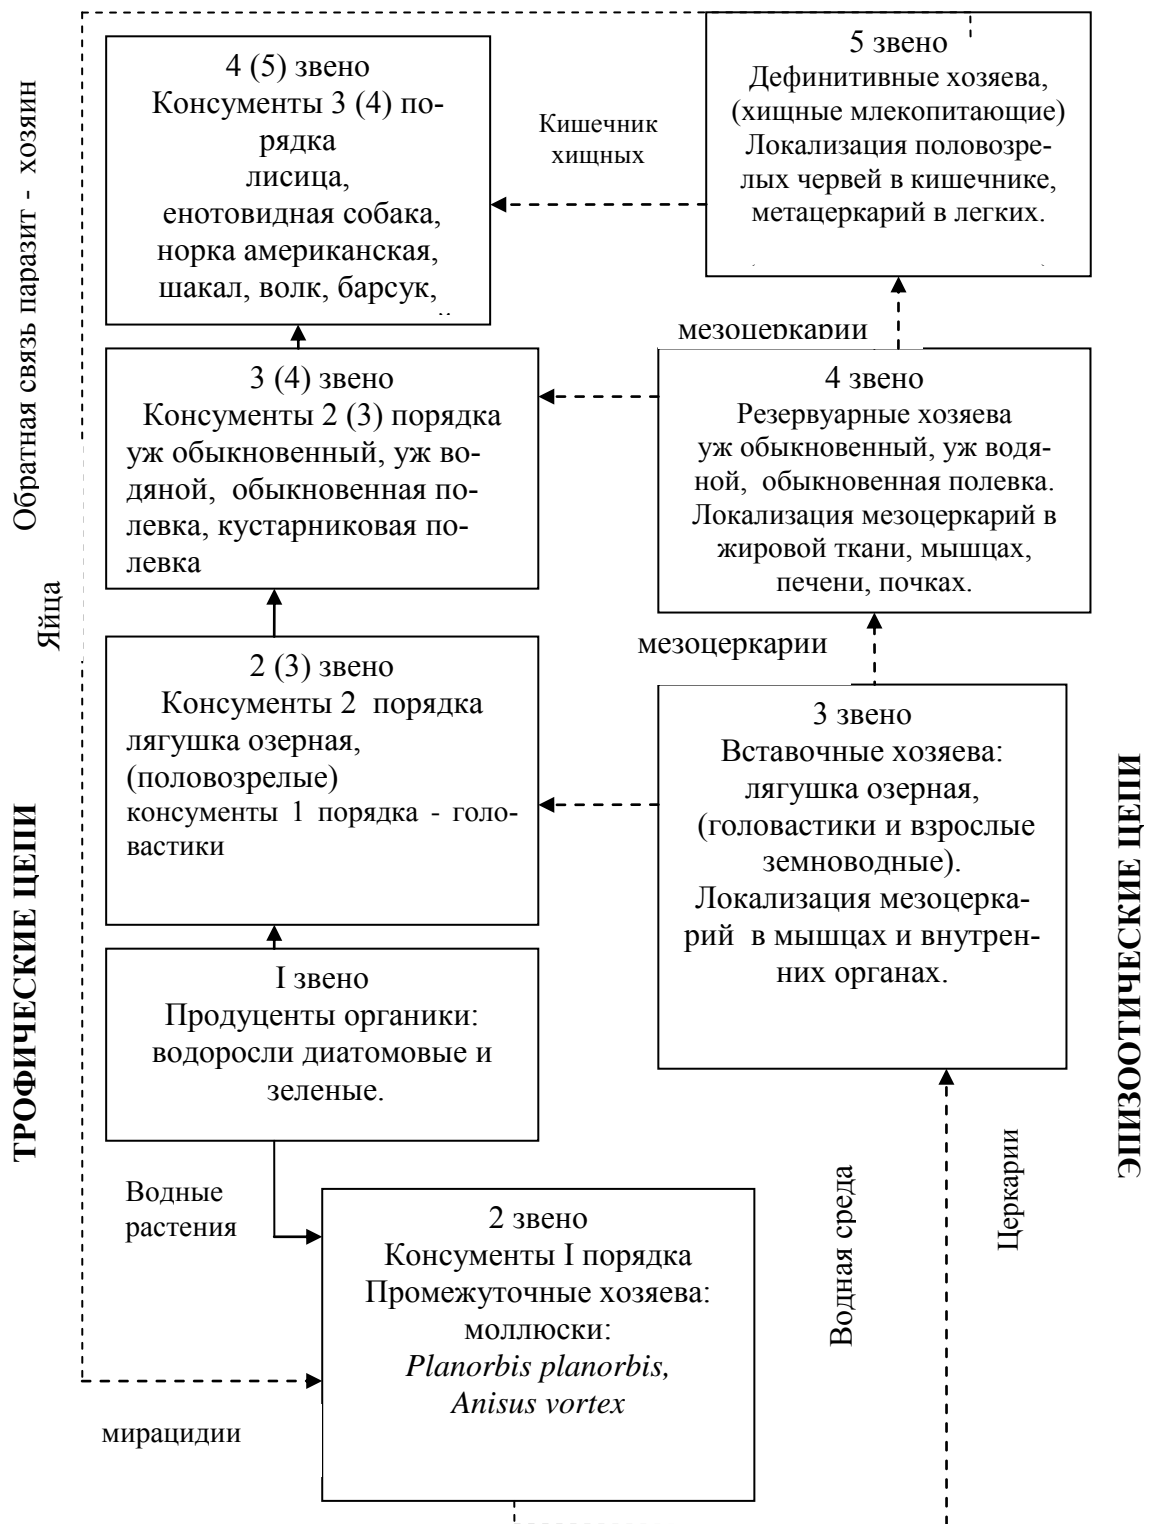 4 (5) звено
Консументы 3 (4) по-
рядка
лисица,
енотовидная собака,
норка американская,
шакал, волк, барсук,
Кишечник
хищных
5 звено
Дефинитивные хозяева,
(хищные млекопитающие)
Локализация половозре-
лых червей в кишечнике,
метацеркарий в легких.
Обратная связь паразит - хозяин
мезоцеркарии
3 (4) звено
Консументы 2 (3) порядка
уж обыкновенный, уж во-
дяной, обыкновенная по-
левка, кустарниковая по-
левка
4 звено
Резервуарные хозяева
уж обыкновенный, уж водя-
ной, обыкновенная полевка.
Локализация мезоцеркарий в
жировой ткани, мышцах,
печени, почках.
Яйца
мезоцеркарии
2 (3) звено
Консументы 2 порядка
лягушка озерная,
(половозрелые)
консументы 1 порядка - голо-
вастики
3 звено
Вставочные хозяева:
лягушка озерная,
(головастики и взрослые
земноводные).
Локализация мезоцерка-
рий в мышцах и внутрен-
них органах.
ТРОФИЧЕСКИЕ ЦЕПИ
ЭПИЗООТИЧЕСКИЕ ЦЕПИ
I звено
Продуценты органики:
водоросли диатомовые и
зеленые.
Водные
растения
2 звено
Консументы I порядка
Промежуточные хозяева:
моллюски:
Planorbis planorbis,
Anisus vortex
Водная среда
Церкарии
мирацидии